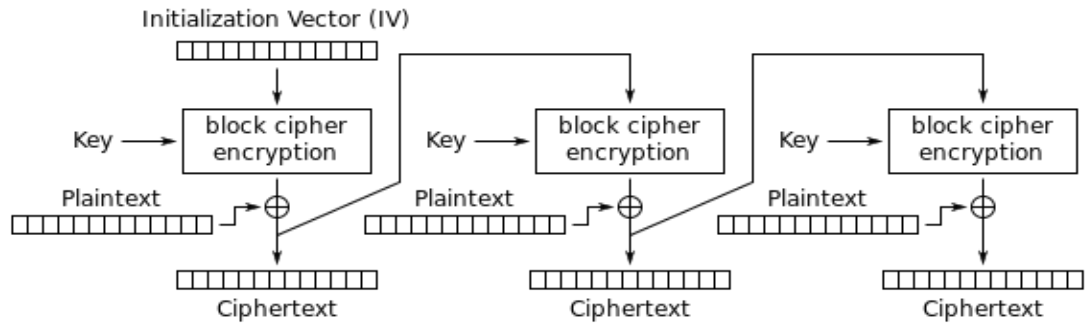 Initialization Vector (IV)
Key
block cipher
encryption
Key
block cipher
encryption
Key
block cipher
encryption
Plaintext
Plaintext
Plaintext
Ciphertext
Ciphertext
Ciphertext